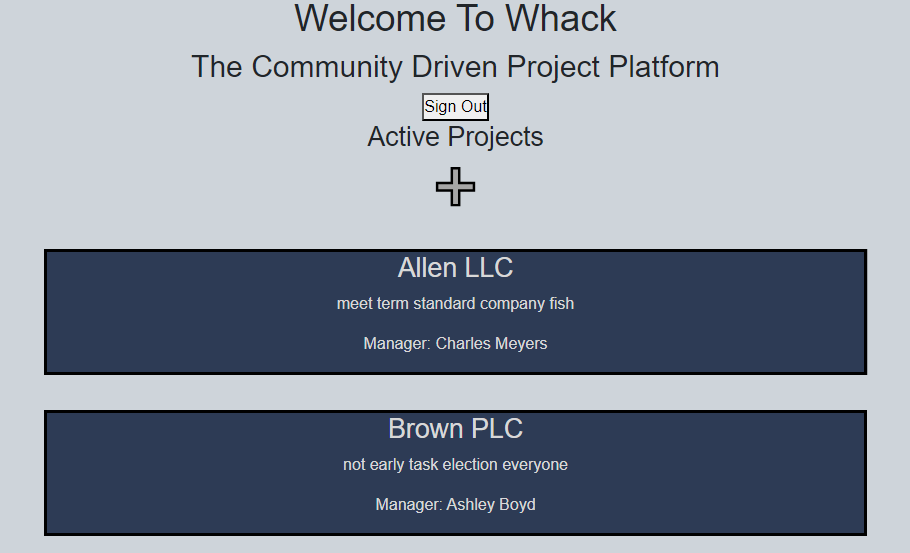 Welcome To Whack
The Community Driven Project Platform
Sign Out
Active Projects
Allen LLC
meet term standard company fish
Manager: Charles Meyers
Brown PLC
not early task election everyone
Manager: Ashley Boyd